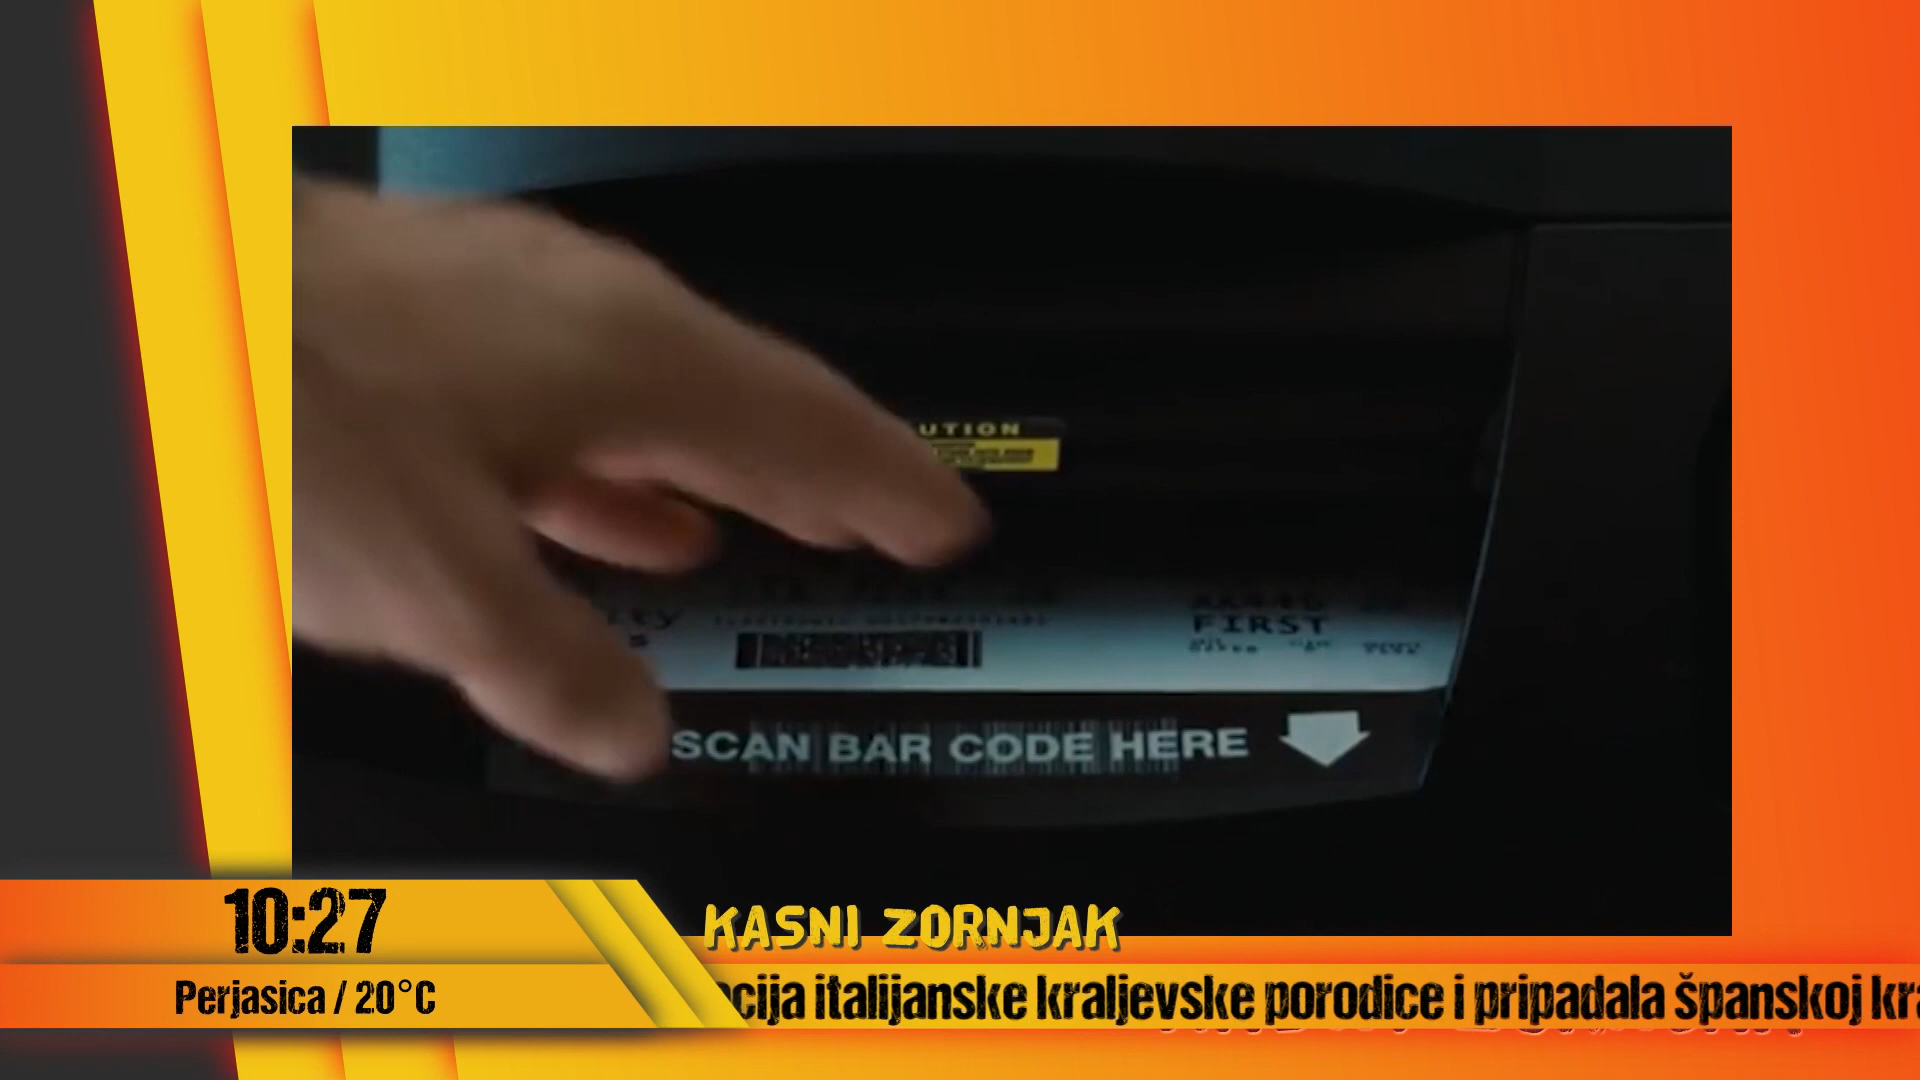 UTION
FIRST
SCAN BAR CODE HERE
10:27
KASNI ZORNJAK
Perjasica / 20°C
cija italijanske kraljevske porodice i pripadala španskoj kra